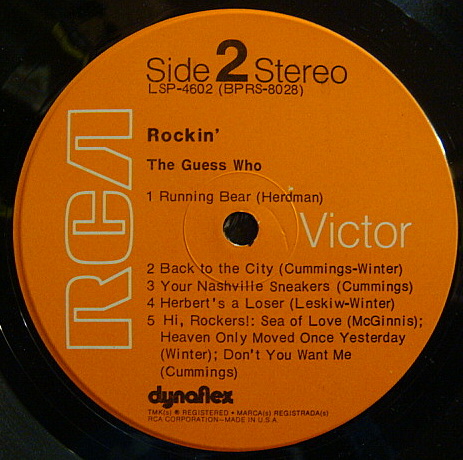 Side 2 Stereo
LSP-4602 (BPRS-8028)
RCA
Rockin'
The Guess Who
1 Running Bear (Herdman)
Victor
2 Back to the City (Cummings-Winter)
3 Your Nashville Sneakers (Cummings)
4 Herbert's a Loser (Leskiw-Winter)
5 Hi, Rockers!: Sea of Love (McGinnis);
Heaven Only Moved Once Yesterday
(Winter); Don't You Want Me
(Cummings)
dynaflex
TMK(s) ® REGISTERED • MARCA(s) REGISTRADA(s)
RCA CORPORATION—MADE IN U.S.A.